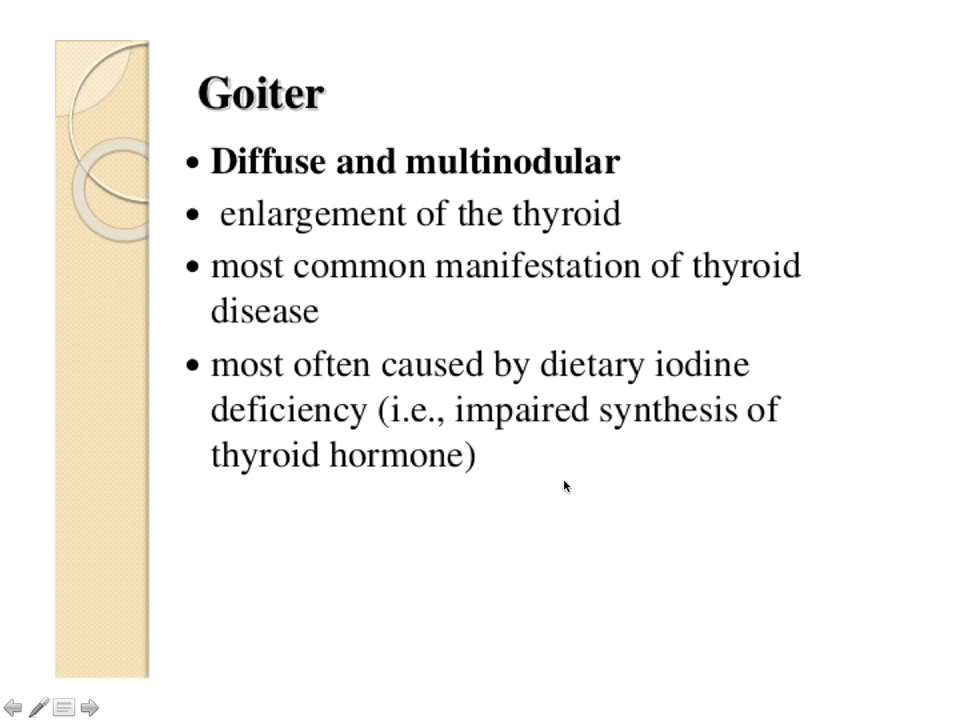 Goiter
• Diffuse and multinodular
• enlargement of the thyroid
• most common manifestation of thyroid
disease
• most often caused by dietary iodine
deficiency (i.e., impaired synthesis of
thyroid hormone)